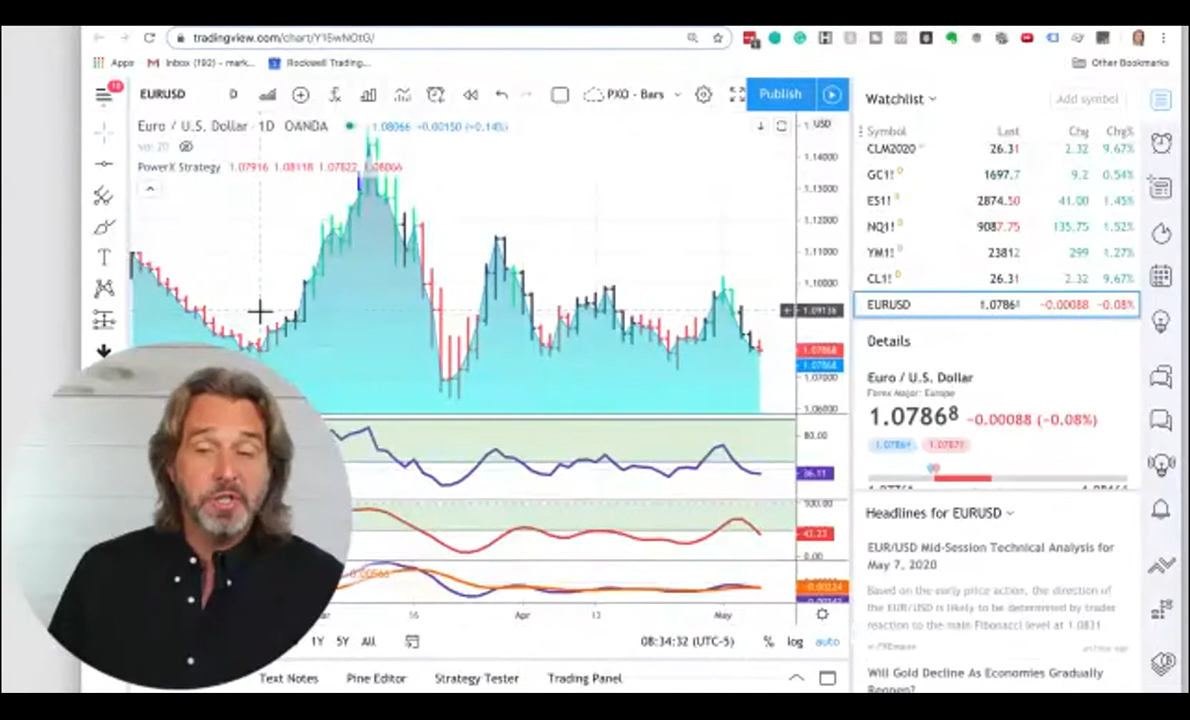 tradingview.com/chart/Y15wNOtG/
Apps
Inbox (192) - mark...
Rockwell Trading...
Other Bookmarks
EURUSD
D
PXO - Bars
Publish
Watchlist
Add symbol
Euro / U.S. Dollar · 1D OANDA
1.08066 -0.00150 (-0.14%)
vol 20
PowerX Strategy 1.07916 1.08118 1.07822 1.08066
USD
1.14000
1.13000
1.12000
1.11000
1.10000
1.09136
1.07868
1.07868
1.07000
1.06000
80.00
36.11
100.00
43.23
0.00
16
Apr
13
May
1Y
5Y
All
08:34:32 (UTC-5)
%
log
auto
Text Notes
Pine Editor
Strategy Tester
Trading Panel
Symbol Last Chg Chg%
CLM2020 26.31 2.32 9.67%
GC1! 1697.7 9.2 0.54%
ES1! 2874.50 41.00 1.45%
NQ1! 9087.75 135.75 1.52%
YM1! 23812 299 1.27%
CL1! 26.31 2.32 9.67%
EURUSD 1.07868 -0.00088 -0.08%
Details
Euro / U.S. Dollar
Forex Major: Europe
1.07868 -0.00088 (-0.08%)
Headlines for EURUSD
EUR/USD Mid-Session Technical Analysis for
May 7, 2020
Based on the early price action, the direction of
the EUR/USD is likely to be determined by trader
reaction to the main Fibonacci level at 1.0831
Will Gold Decline As Economies Gradually
Reopen?